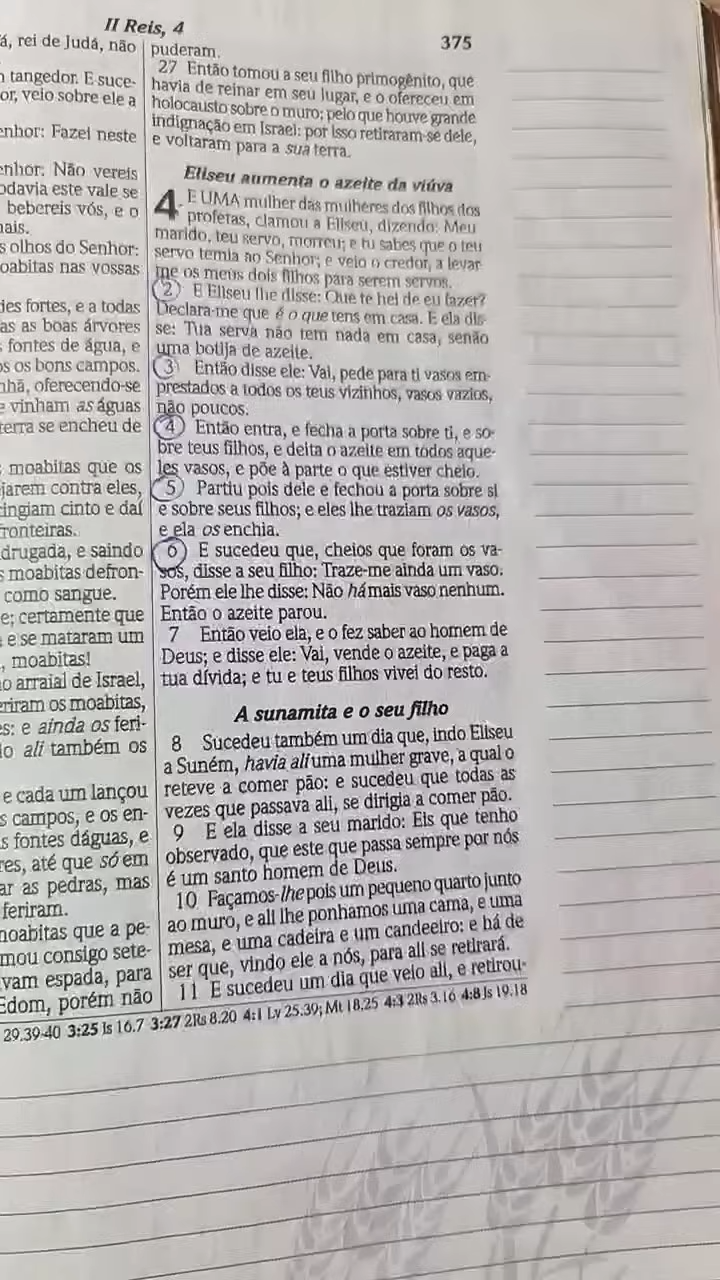 II Reis, 4
375
á, rei de Judá, não
tangedor. E suce-
or, veio sobre ele a
enhor: Fazei neste
enhor: Não vereis
odavia este vale se
bebereis vós, e o
nais.
s olhos do Senhor:
oabitas nas vossas
des fortes, e a todas
as as boas árvores
fontes de água, e
os os bons campos.
nhã, oferecendo-se
e vinham as águas
terra se encheu de
moabitas que os
jarem contra eles,
ingiam cinto e daí
ronteiras.
drugada, e saindo
s moabitas defron-
como sangue.
e; certamente que
e se mataram um
, moabitas!
o arraial de Israel,
eriram os moabitas,
es; e ainda os feri-
do ali também os
e cada um lançou
s campos, e os en-
s fontes dáguas, e
res, até que só em
ar as pedras, mas
feriram.
noabitas que a pe-
mou consigo sete-
vam espada, para
Edom, porém não
puderam.
27 Então tomou a seu filho primogênito, que
havia de reinar em seu lugar, e o ofereceu em
holocausto sobre o muro; pelo que houve grande
indignação em Israel: por isso retiraram-se dele,
e voltaram para a sua terra.
Eliseu aumenta o azeite da viúva
4 E UMA mulher das mulheres dos filhos dos
profetas, clamou a Eliseu, dizendo: Meu
marido, teu servo, morreu; e tu sabes que o teu
servo temia ao Senhor; e veio o credor, a levar-
me os meus dois filhos para serem servos.
2 E Eliseu lhe disse: Que te hei de eu fazer?
Declara-me que é o que tens em casa. E ela dis-
se: Tua serva não tem nada em casa, senão
uma botija de azeite.
3 Então disse ele: Vai, pede para ti vasos em-
prestados a todos os teus vizinhos, vasos vazios,
não poucos.
4 Então entra, e fecha a porta sobre ti, e so-
bre teus filhos, e deita o azeite em todos aque-
les vasos, e põe à parte o que estiver cheio.
5 Partiu pois dele e fechou a porta sobre si
e sobre seus filhos; e eles lhe traziam os vasos,
e ela os enchia.
6 E sucedeu que, cheios que foram os va-
sos, disse a seu filho: Traze-me ainda um vaso.
Porém ele lhe disse: Não há mais vaso nenhum.
Então o azeite parou.
7 Então veio ela, e o fez saber ao homem de
Deus; e disse ele: Vai, vende o azeite, e paga a
tua dívida; e tu e teus filhos vivei do resto.
A sunamita e o seu filho
8 Sucedeu também um dia que, indo Eliseu
a Suném, havia ali uma mulher grave, a qual o
reteve a comer pão: e sucedeu que todas as
vezes que passava ali, se dirigia a comer pão.
9 E ela disse a seu marido: Eis que tenho
observado, que este que passa sempre por nós
é um santo homem de Deus.
10 Façamos-lhe pois um pequeno quarto junto
ao muro, e ali lhe ponhamos uma cama, e uma
mesa, e uma cadeira e um candeeiro: e há de
ser que, vindo ele a nós, para ali se retirará.
11 E sucedeu um dia que veio ali, e retirou-
29.39-40 3:25 Is 16.7 3:27 2Rs 8.20 4:1 Lv 25.39; Mt 18.25 4:3 2Rs 3.16 4:8 Js 19.18